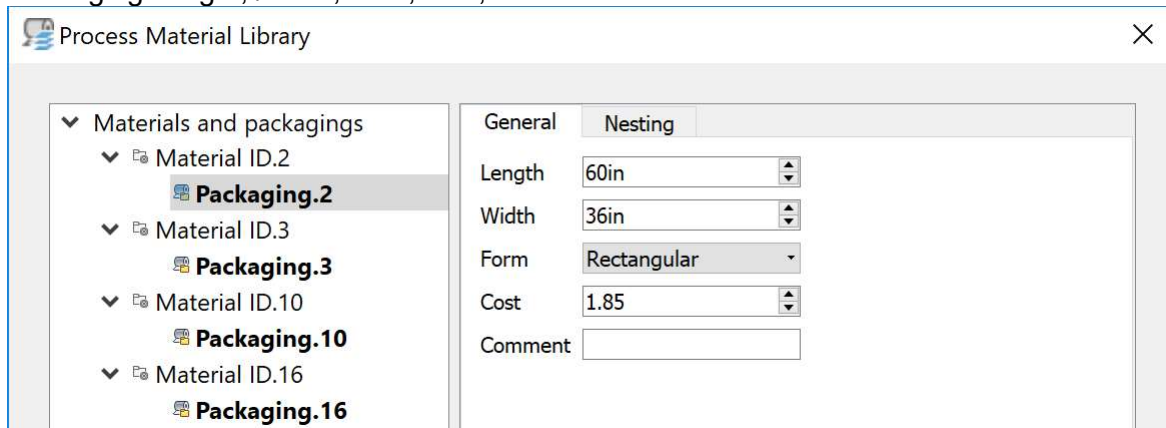 Process Material Library
Materials and packagings
Material ID.2
Packaging.2
Material ID.3
Packaging.3
Material ID.10
Packaging.10
Material ID.16
Packaging.16
General Nesting
Length 60in
Width 36in
Form Rectangular
Cost 1.85
Comment